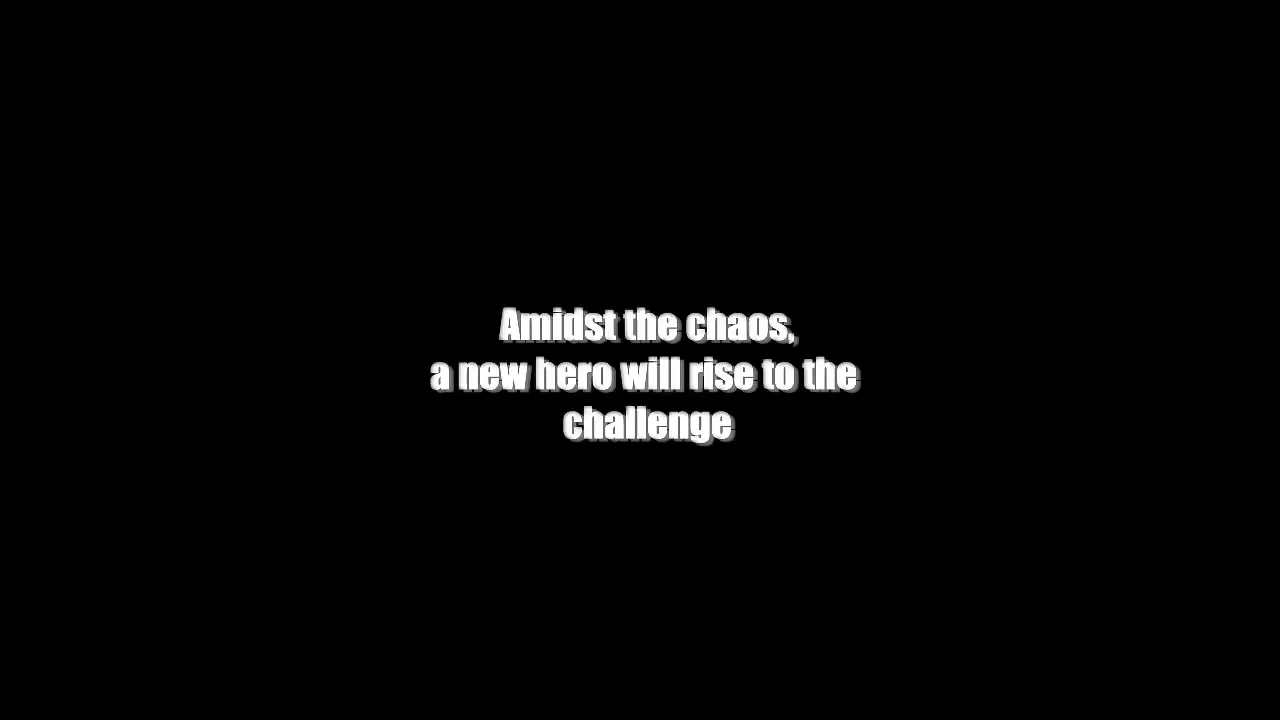 Amidst the chaos,
a new hero will rise to the
challenge